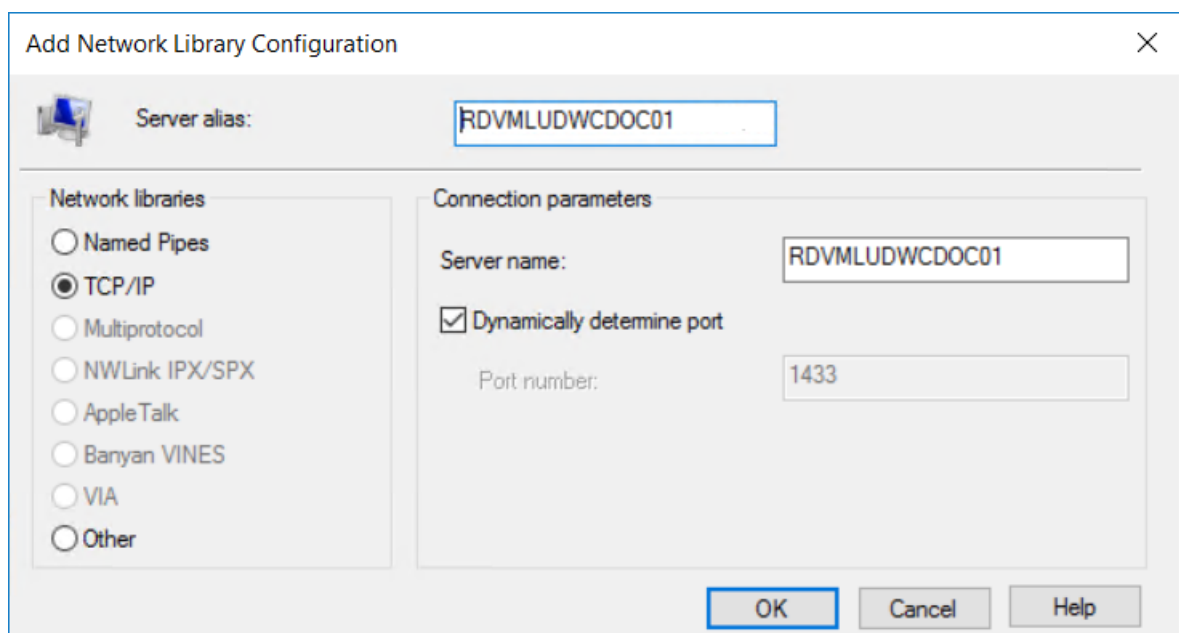 Add Network Library Configuration
Server alias:
RDVMLUDWCDOC01
Network libraries
Named Pipes
TCP/IP
Multiprotocol
NWLink IPX/SPX
AppleTalk
Banyan VINES
VIA
Other
Connection parameters
Server name:
RDVMLUDWCDOC01
Dynamically determine port
Port number:
1433
OK
Cancel
Help